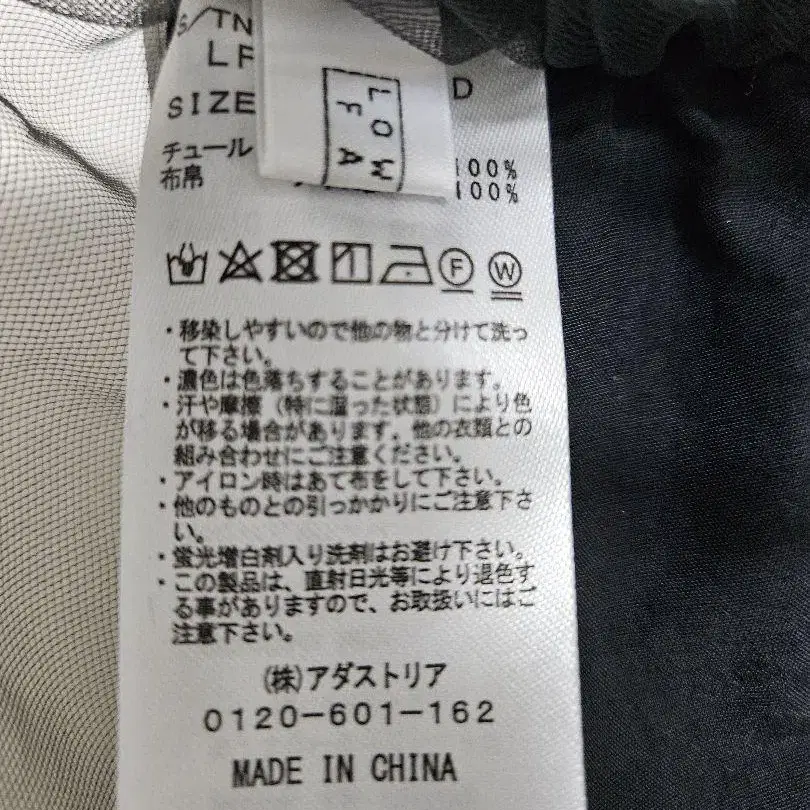 S/TN
LF
D
SIZE
LOW
F
A
チュール 100%
布帛 100%
F W
・移染しやすいので他の物と分けて洗っ
て下さい。
・濃色は色落ちすることがあります。
・汗や摩擦（特に湿った状態）により色
が移る場合があります。他の衣類との
組み合わせにご注意ください。
・アイロン時はあて布をして下さい。
・他のものとの引っかかりにご注意下さ
い。
・蛍光増白剤入り洗剤はお避け下さい。
・この製品は、直射日光等により退色す
る事がありますので、お取扱いにはご
注意下さい。
(株)アダストリア
0120-601-162
MADE IN CHINA